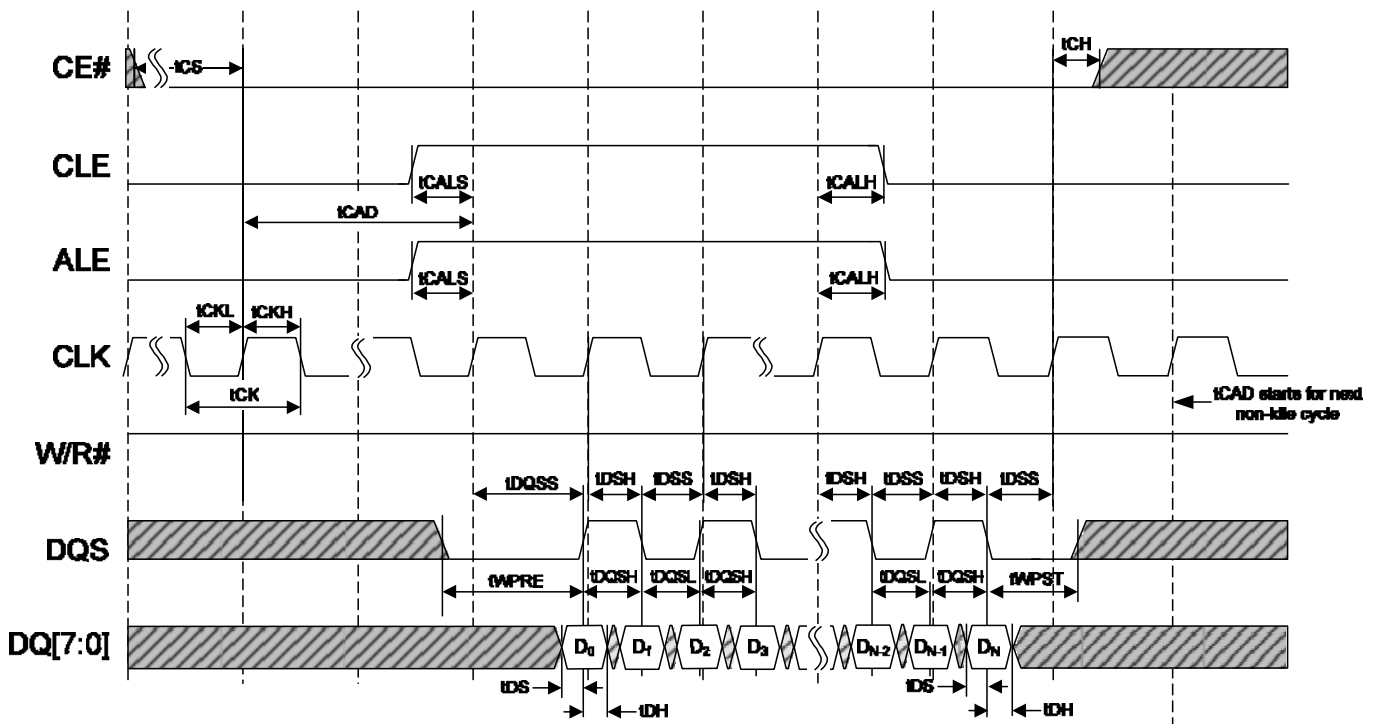 CE# tCS tCH
CLE tCALS tCALH
tCAD
ALE tCALS tCALH
tCKL tCKH
CLK
tCK
tCAD starts for next
non-idle cycle
W/R#
tDQSS tDSH tDSS tDSH tDSH tDSS tDSH tDSS
DQS
tWPRE tDQSH tDQSL tDQSH tDQSL tDQSH tWPST
DQ[7:0] D0 D1 D2 D3 DN-2 DN-1 DN
tDS tDS
tDH tDH